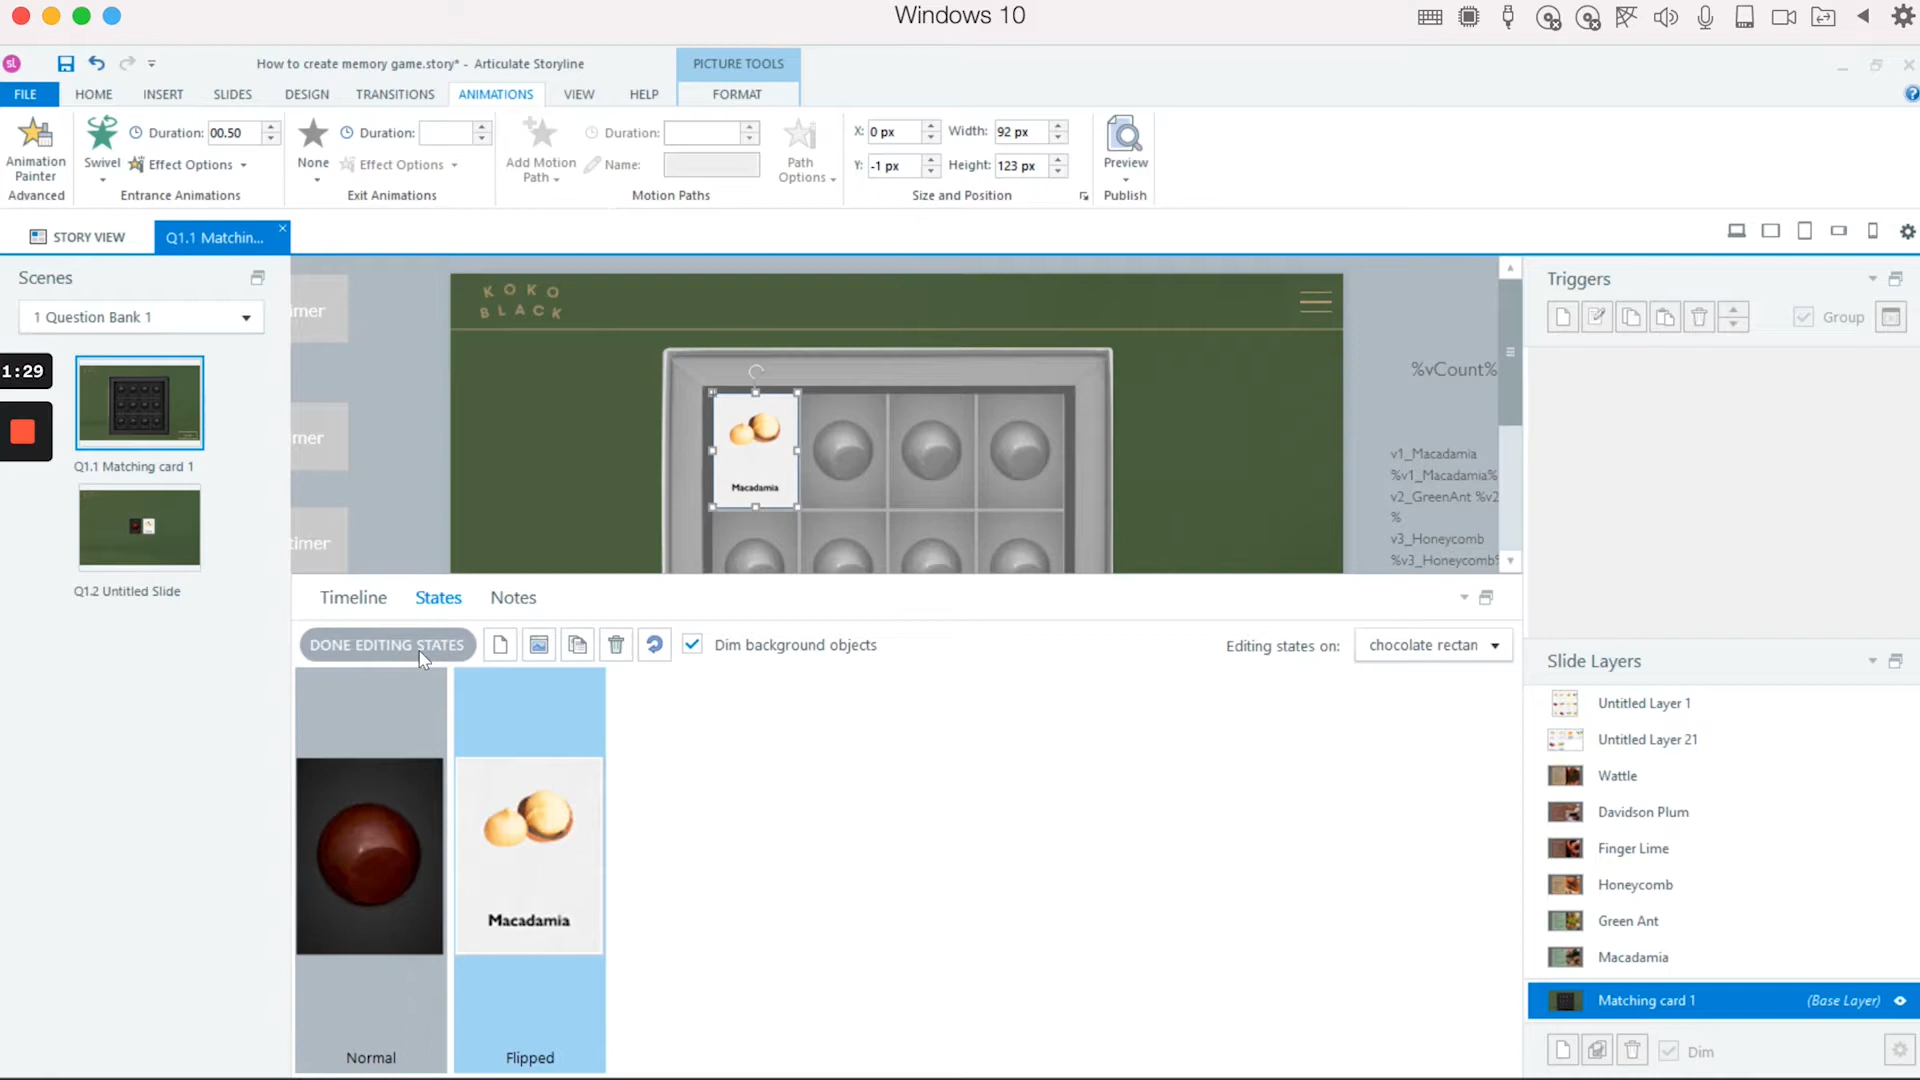 Windows 10
sl
How to create memory game.story* - Articulate Storyline
PICTURE TOOLS
FILE
HOME
INSERT
SLIDES
DESIGN
TRANSITIONS
ANIMATIONS
VIEW
HELP
FORMAT
Animation
Painter
Advanced
Swivel
Duration:
00.50
Effect Options
Entrance Animations
None
Duration:
Effect Options
Exit Animations
Add Motion
Path
Duration:
Name:
Path
Options
Motion Paths
X:
0 px
Width:
92 px
Y:
-1 px
Height:
123 px
Size and Position
Preview
Publish
STORY VIEW
Q1.1 Matchin...
Scenes
1 Question Bank 1
1:29
Q1.1 Matching card 1
Q1.2 Untitled Slide
mer
mer
timer
KOKO
BLACK
Macadamia
%vCount%
v1_Macadamia
%v1_Macadamia%
v2_GreenAnt %v2
%
v3_Honeycomb
%v3_Honeycomb%
Timeline
States
Notes
DONE EDITING STATES
Dim background objects
Editing states on:
chocolate rectan
Macadamia
Normal
Flipped
Triggers
Group
Slide Layers
Untitled Layer 1
Untitled Layer 21
Wattle
Davidson Plum
Finger Lime
Honeycomb
Green Ant
Macadamia
Matching card 1
(Base Layer)
Dim